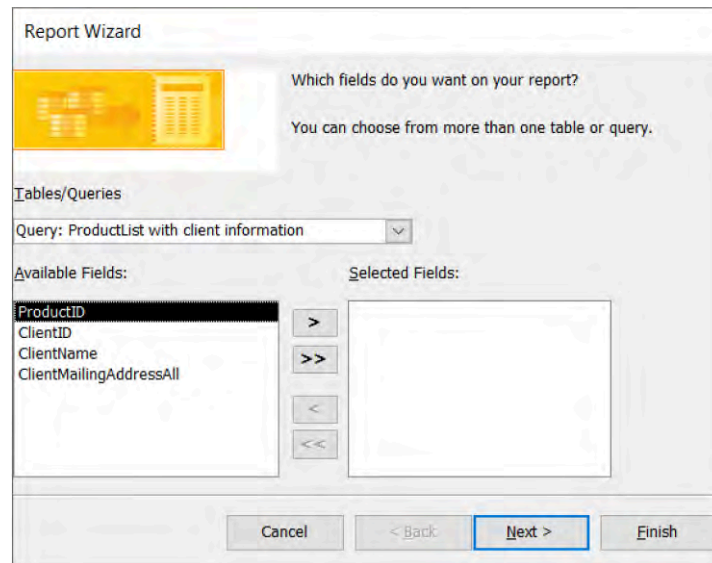 Report Wizard
Which fields do you want on your report?
You can choose from more than one table or query.
Tables/Queries
Query: ProductList with client information
Available Fields:
Selected Fields:
ProductID
ClientID
ClientName
ClientMailingAddressAll
>
>>
<
<<
Cancel
< Back
Next >
Finish